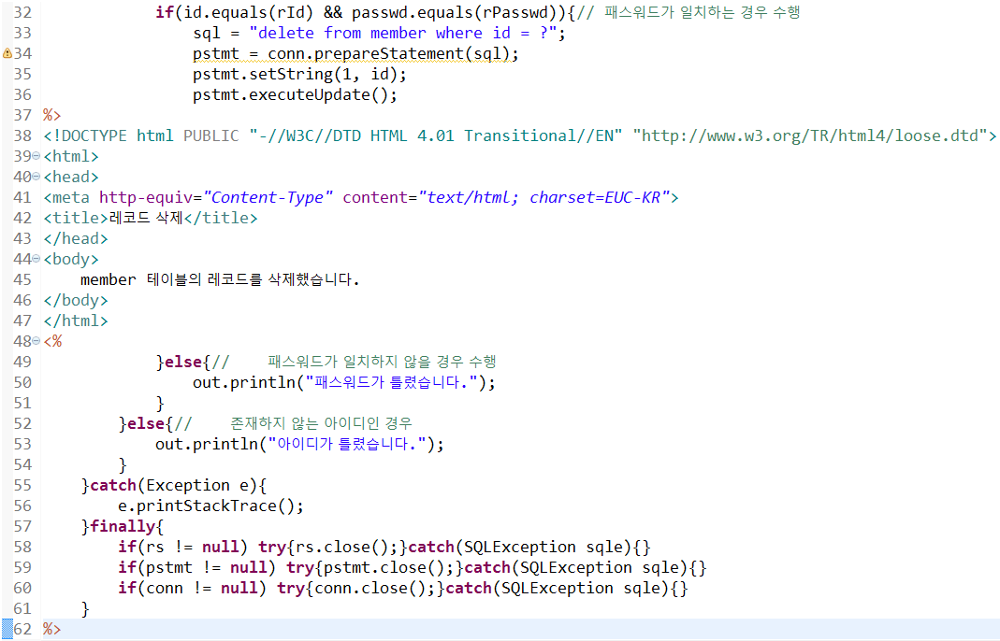 32             if(id.equals(rId) && passwd.equals(rPasswd)){// 패스워드가 일치하는 경우 수행
33                 sql = "delete from member where id = ?";
34                 pstmt = conn.prepareStatement(sql);
35                 pstmt.setString(1, id);
36                 pstmt.executeUpdate();
37 %>
38 <!DOCTYPE html PUBLIC "-//W3C//DTD HTML 4.01 Transitional//EN" "http://www.w3.org/TR/html4/loose.dtd">
39 <html>
40 <head>
41 <meta http-equiv="Content-Type" content="text/html; charset=EUC-KR">
42 <title>레코드 삭제</title>
43 </head>
44 <body>
45     member 테이블의 레코드를 삭제했습니다.
46 </body>
47 </html>
48 <%
49             }else{//    패스워드가 일치하지 않을 경우 수행
50                 out.println("패스워드가 틀렸습니다.");
51             }
52         }else{//    존재하지 않는 아이디인 경우
53             out.println("아이디가 틀렸습니다.");
54         }
55     }catch(Exception e){
56         e.printStackTrace();
57     }finally{
58         if(rs != null) try{rs.close();}catch(SQLException sqle){}
59         if(pstmt != null) try{pstmt.close();}catch(SQLException sqle){}
60         if(conn != null) try{conn.close();}catch(SQLException sqle){}
61     }
62 %>